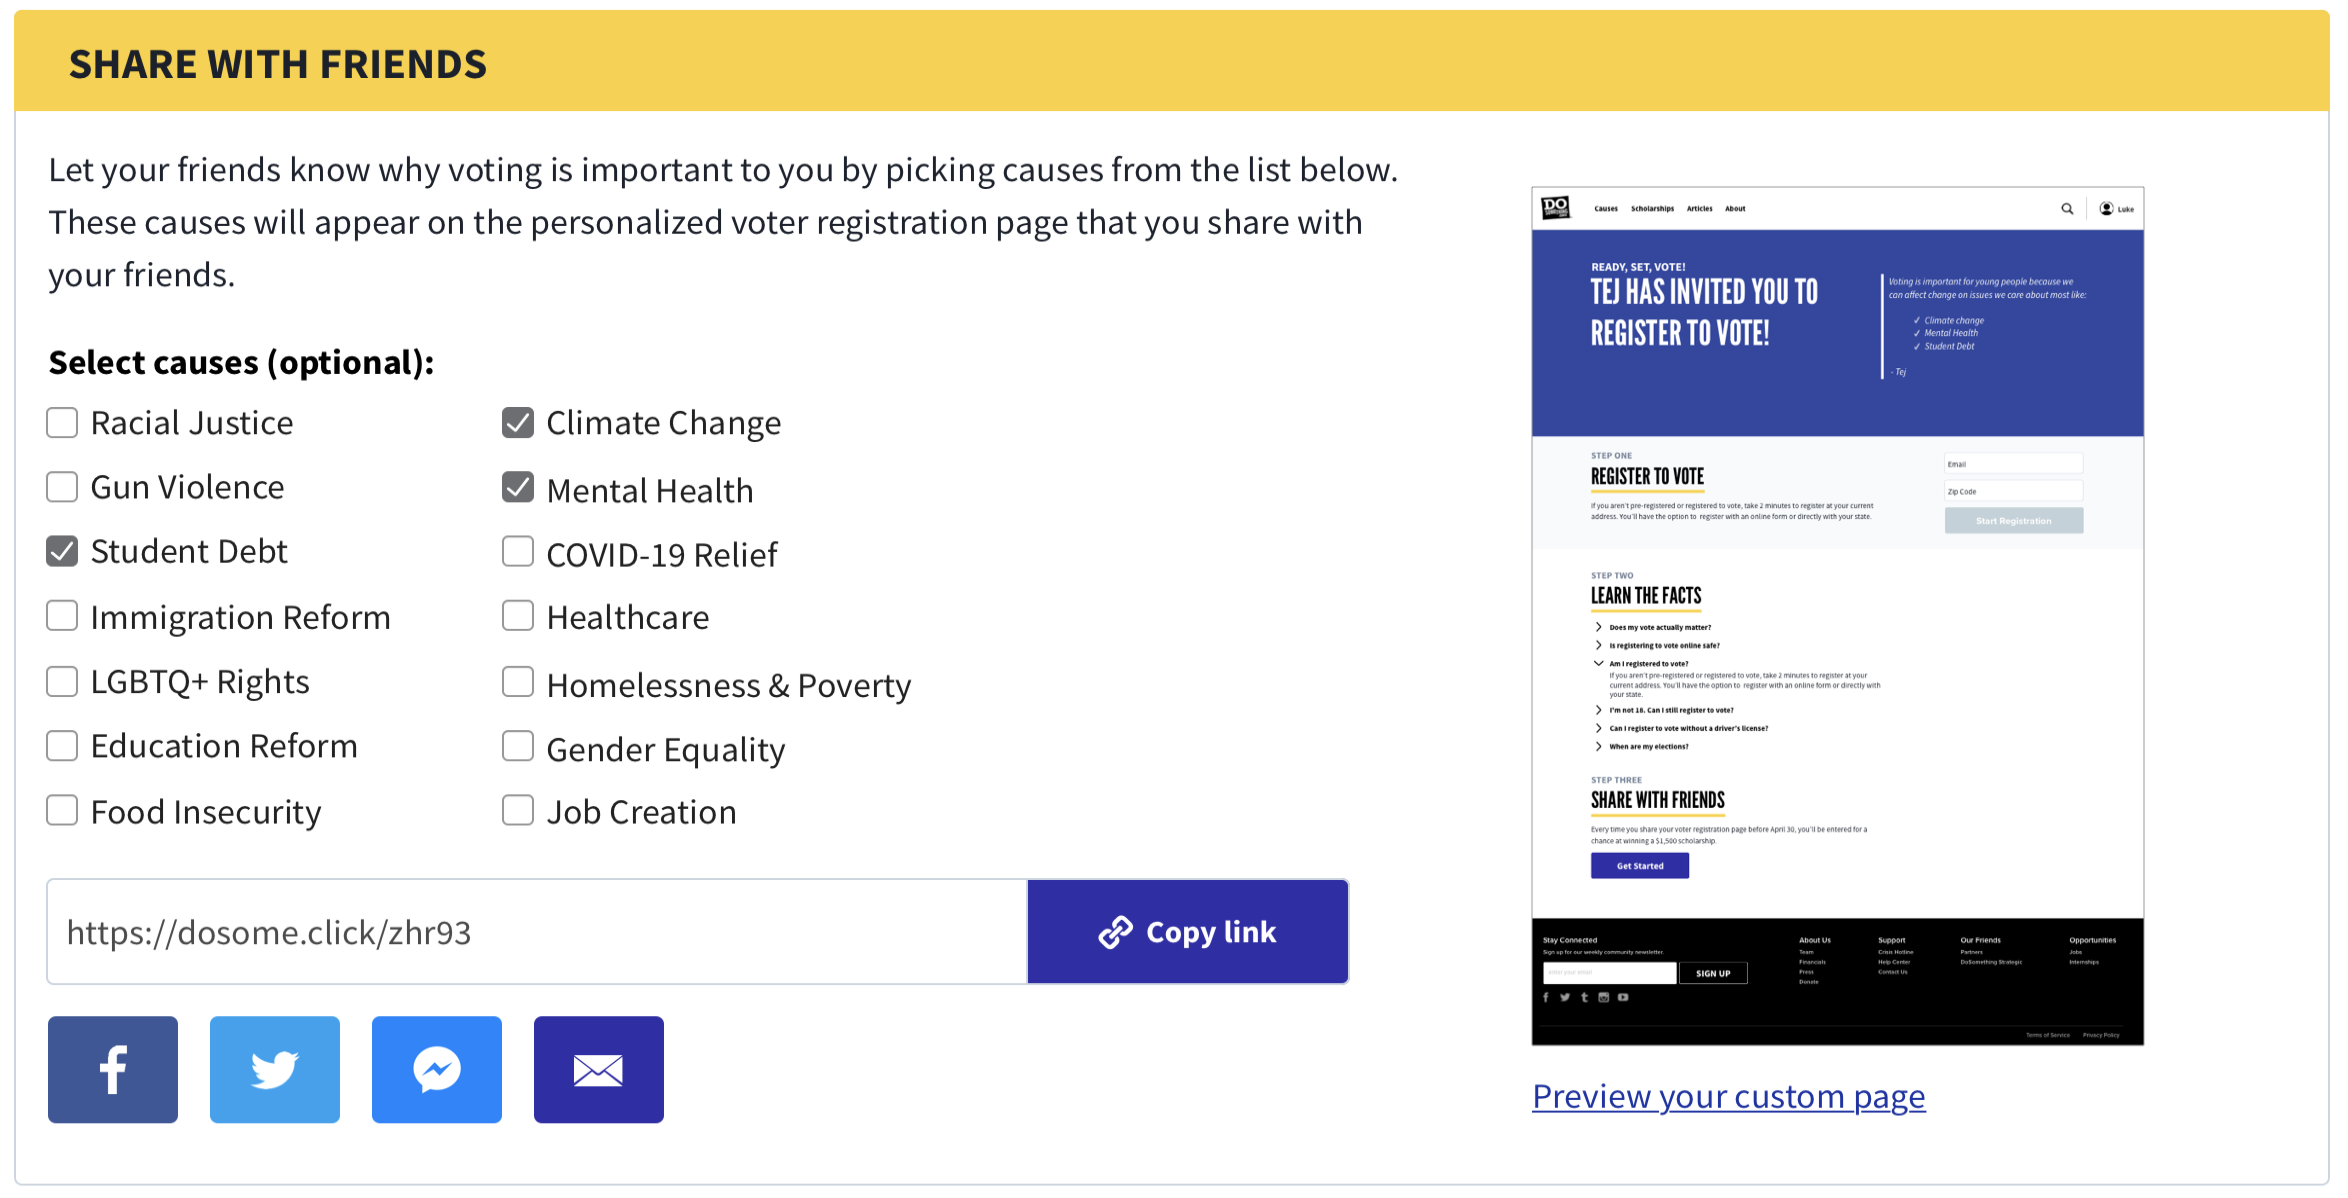 SHARE WITH FRIENDS
Let your friends know why voting is important to you by picking causes from the list below.
These causes will appear on the personalized voter registration page that you share with
your friends.
Select causes (optional):
Racial Justice
Climate Change
Gun Violence
Mental Health
Student Debt
COVID-19 Relief
Immigration Reform
Healthcare
LGBTQ+ Rights
Homelessness & Poverty
Education Reform
Gender Equality
Food Insecurity
Job Creation
https://dosome.click/zhr93
Copy link
DO
SOMETHING
Causes Scholarships Articles About
Luke
READY, SET, VOTE!
TEJ HAS INVITED YOU TO
REGISTER TO VOTE!
Voting is important for young people because we
can affect change on issues we care about most like:
✓ Climate change
✓ Mental Health
✓ Student Debt
- Tej
STEP ONE
REGISTER TO VOTE
If you aren't pre-registered or registered to vote, take 2 minutes to register at your current
address. You'll have the option to register with an online form or directly with your state.
Email
Zip Code
Start Registration
STEP TWO
LEARN THE FACTS
Does my vote actually matter?
Is registering to vote online safe?
Am I registered to vote?
If you aren't pre-registered or registered to vote, take 2 minutes to register at your
current address. You'll have the option to register with an online form or directly with
your state.
I'm not 18. Can I still register to vote?
Can I register to vote without a driver's license?
When are my elections?
STEP THREE
SHARE WITH FRIENDS
Every time you share your voter registration page before April 30, you'll be entered for a
chance at winning a $1,500 scholarship.
Get Started
Stay Connected
Sign up for our weekly community newsletter.
Enter your email
SIGN UP
About Us
Team
Financials
Press
Donate
Support
Crisis Hotline
Help Center
Contact Us
Our Friends
Partners
DoSomething Strategic
Opportunities
Jobs
Internships
Terms of Service Privacy Policy
Preview your custom page